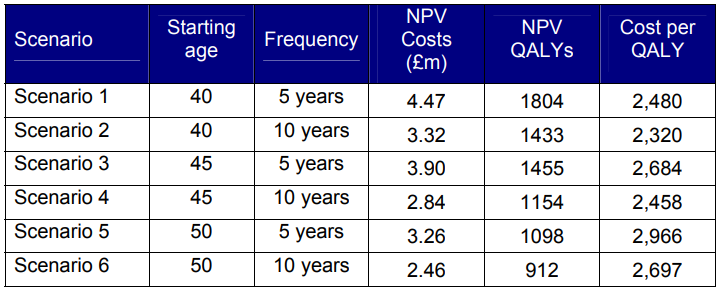 Scenario Starting age Frequency NPV Costs (£m) NPV QALYs Cost per QALY
Scenario 1 40 5 years 4.47 1804 2,480
Scenario 2 40 10 years 3.32 1433 2,320
Scenario 3 45 5 years 3.90 1455 2,684
Scenario 4 45 10 years 2.84 1154 2,458
Scenario 5 50 5 years 3.26 1098 2,966
Scenario 6 50 10 years 2.46 912 2,697